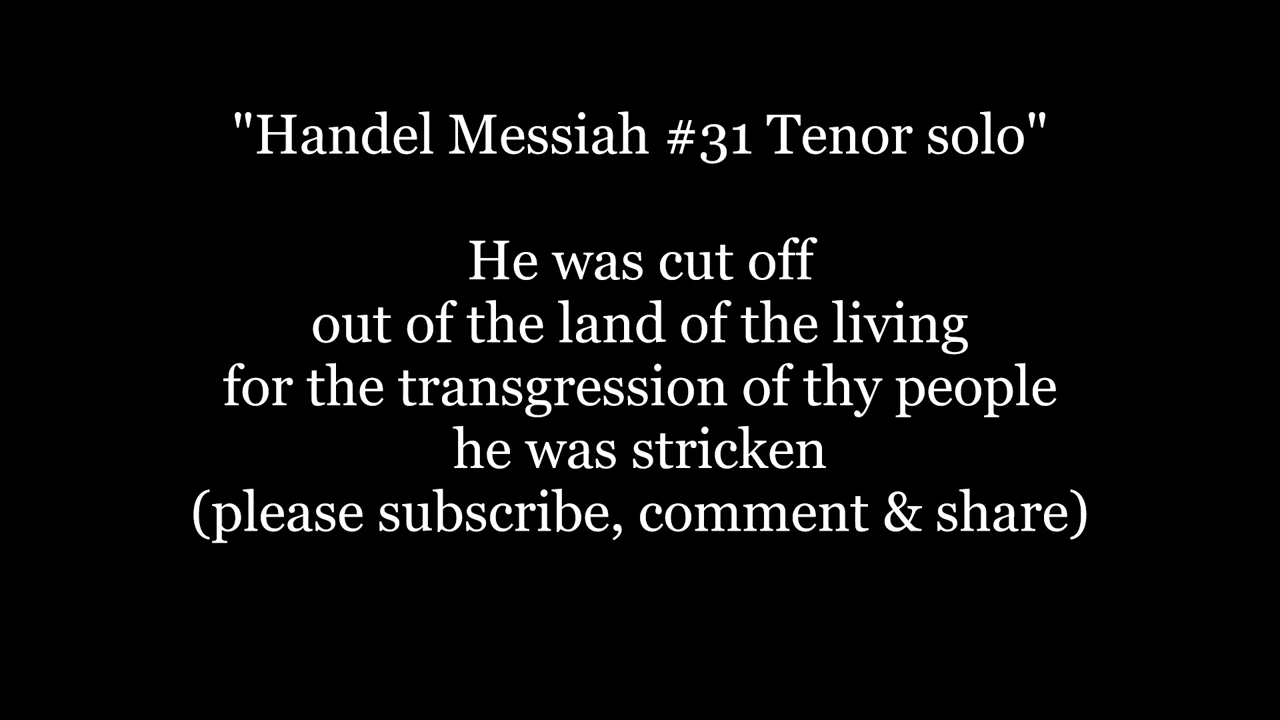 "Handel Messiah #31 Tenor solo"
He was cut off
out of the land of the living
for the transgression of thy people
he was stricken
(please subscribe, comment & share)